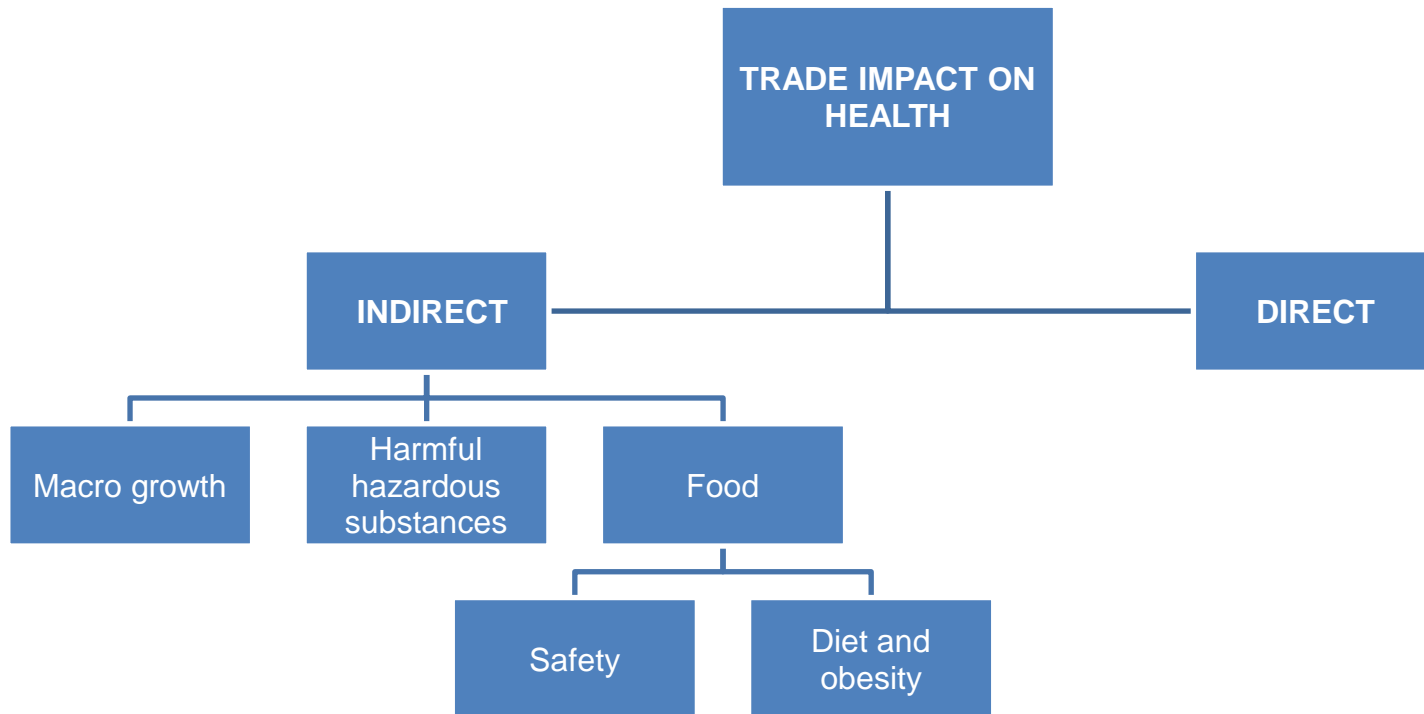 TRADE IMPACT ON
HEALTH
INDIRECT
DIRECT
Macro growth
Harmful
hazardous
substances
Food
Safety
Diet and
obesity